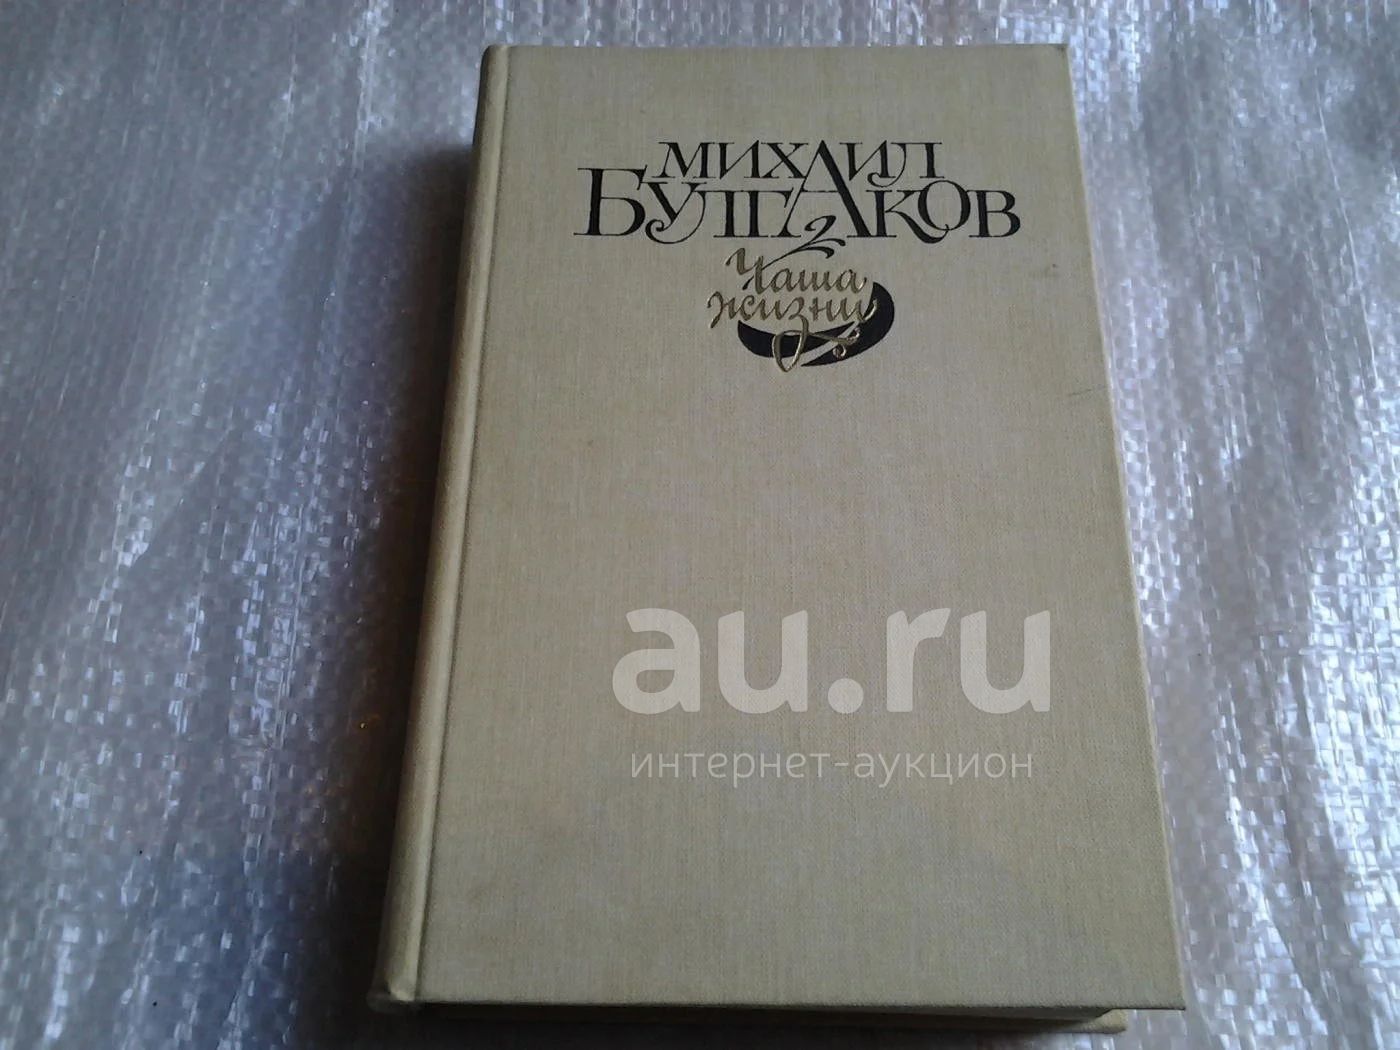 МИХАИЛ
БУЛГАКОВ
Чаша
жизни
au.ru
интернет-аукцион